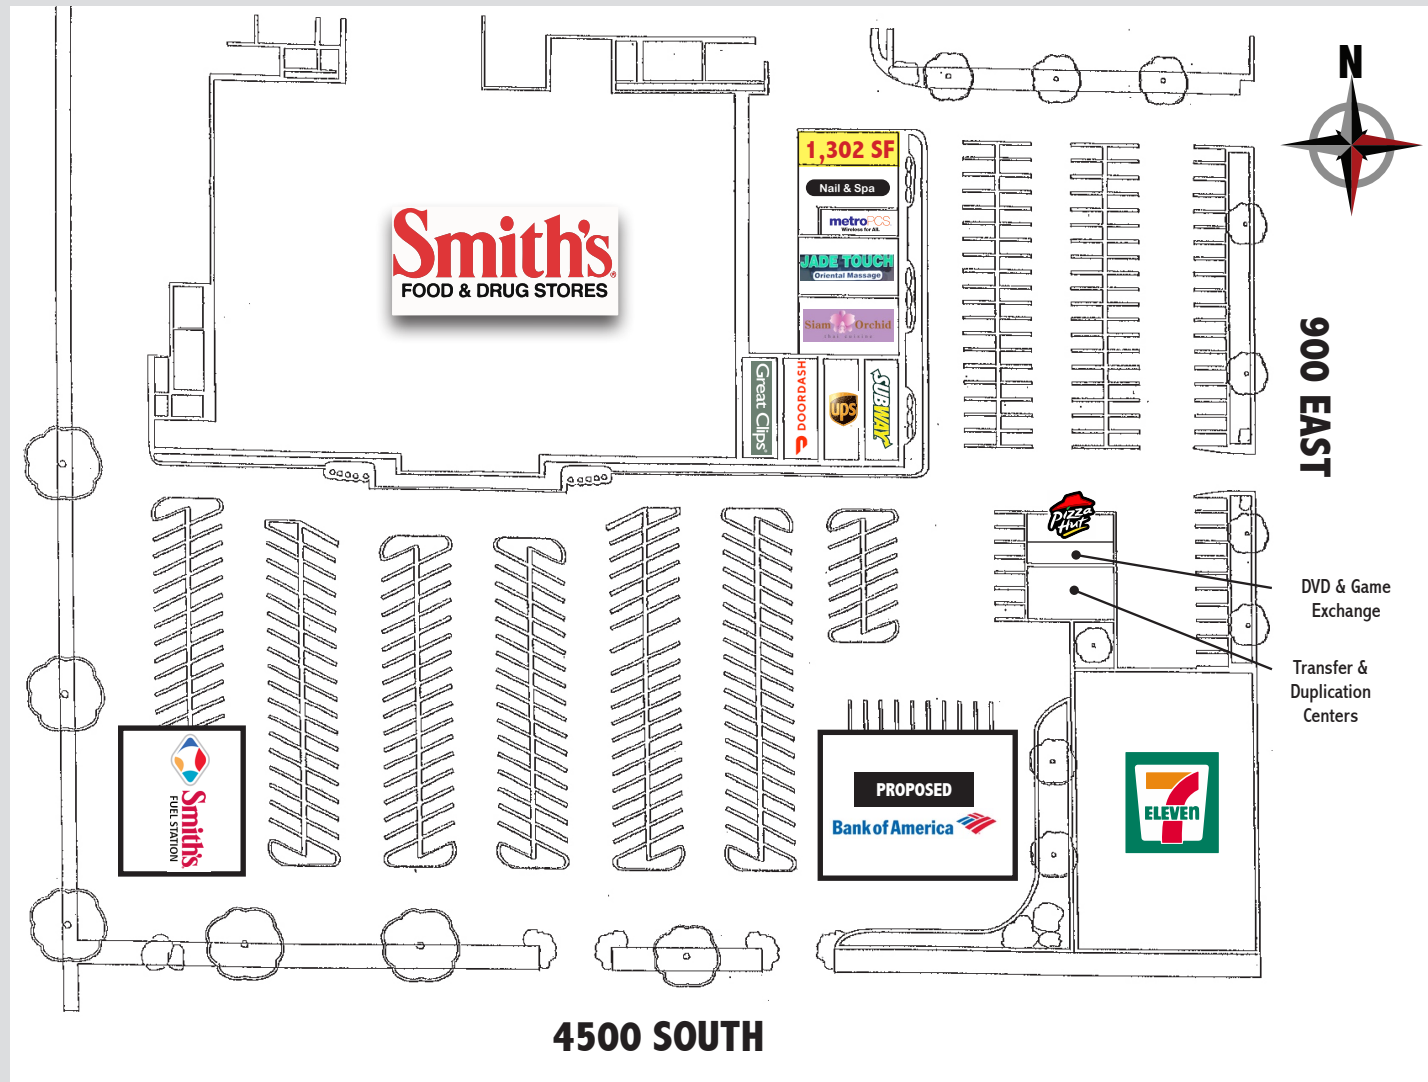 N
1,302 SF
Nail & Spa
metroPCS.
Wireless for All.
JADE TOUCH
Oriental Massage
Siam Orchid
thai cuisine
Smith's
FOOD & DRUG STORES
Great Clips
DOORDASH
ups
SUBWAY
900 EAST
Pizza
Hut
DVD & Game
Exchange
Transfer &
Duplication
Centers
Smith's
FUEL STATION
PROPOSED
Bank of America
7
ELEVEn
4500 SOUTH